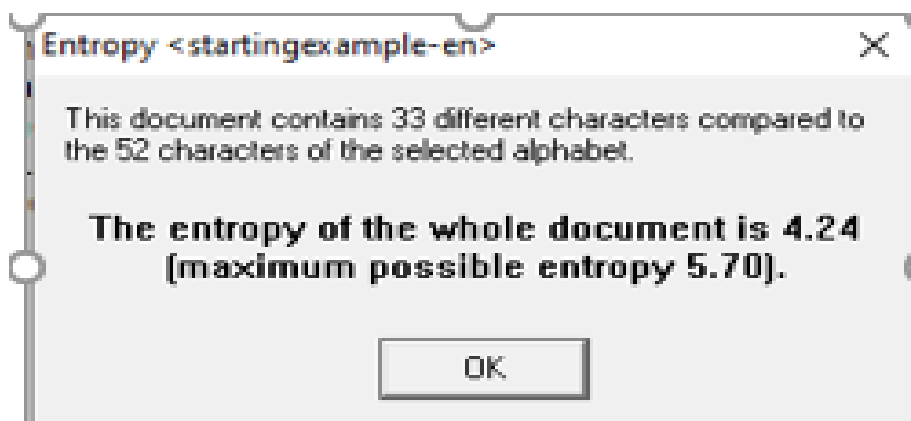 Entropy <startingexample-en>
This document contains 33 different characters compared to
the 52 characters of the selected alphabet.
The entropy of the whole document is 4.24
(maximum possible entropy 5.70).
OK